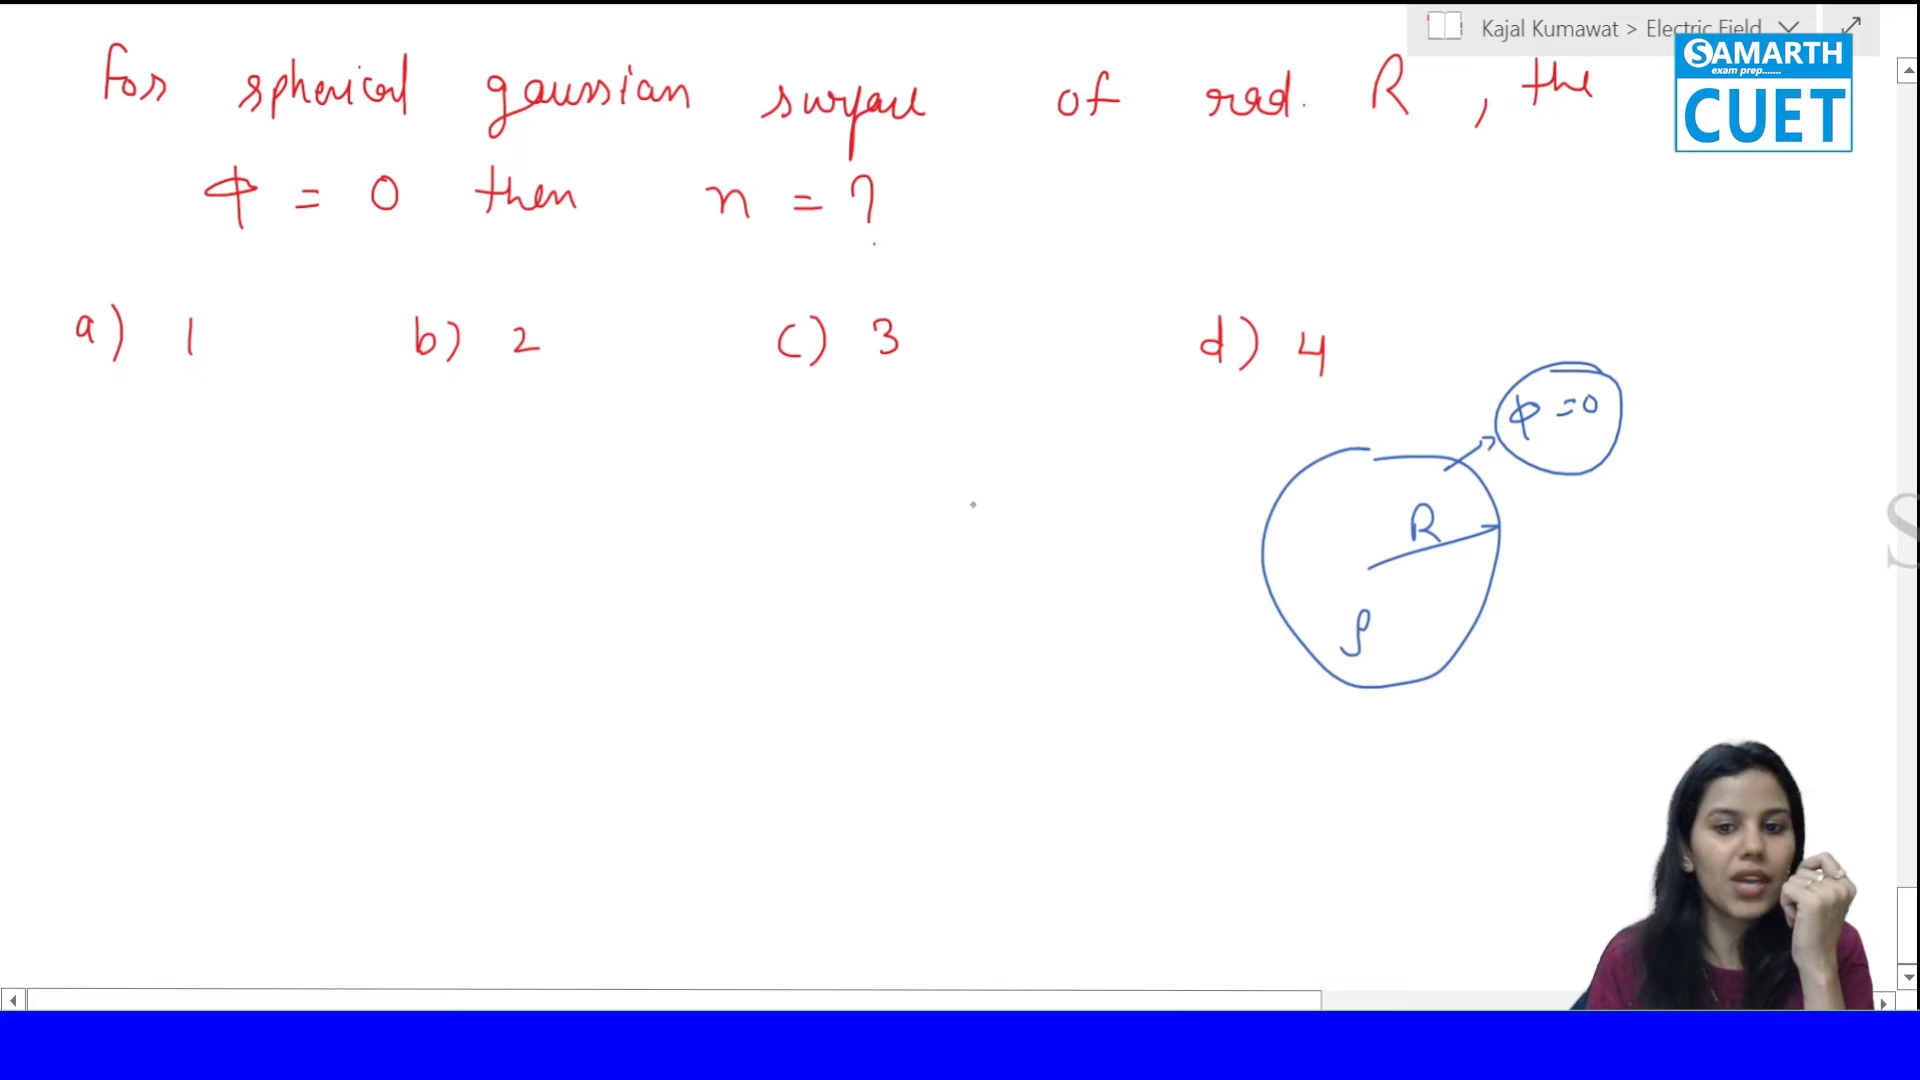 Kajal Kumawat > Electric Field
SAMARTH
exam prep.......
CUET
For spherical gaussian surface of rad. R, the
ϕ = 0 then n = ?
a) 1 b) 2 c) 3 d) 4
ϕ = 0
R
ρ
S